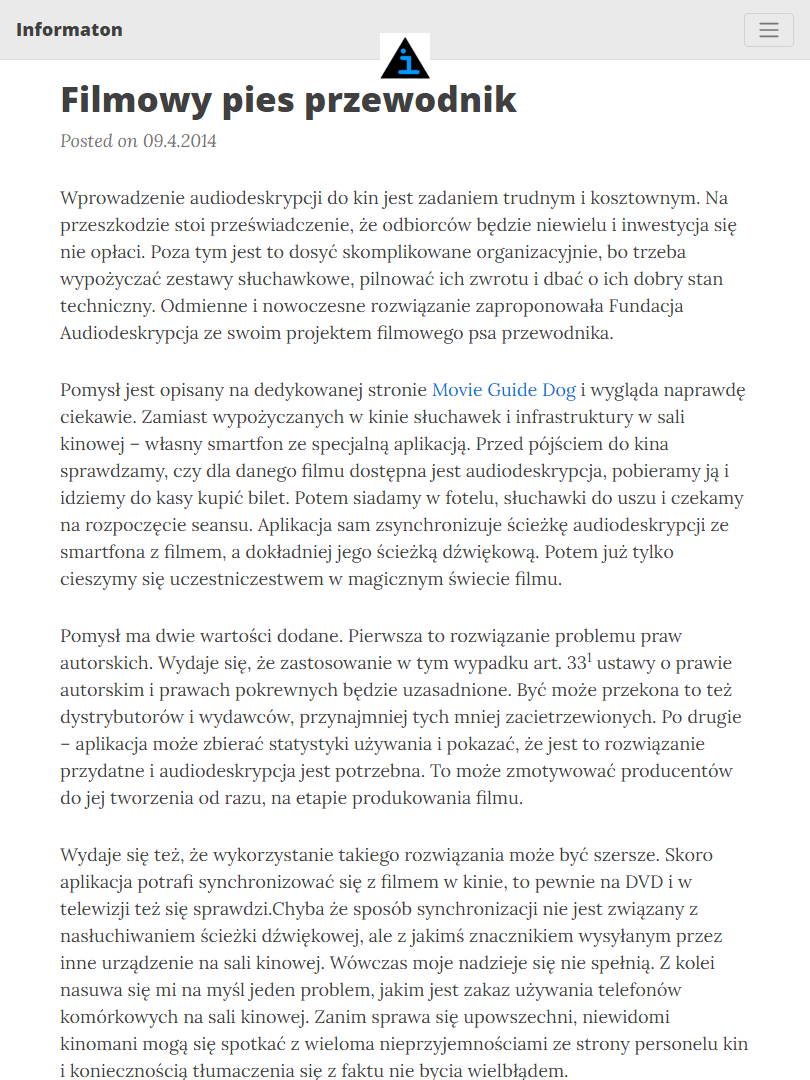 Informaton
i
Filmowy pies przewodnik
Posted on 09.4.2014
Wprowadzenie audiodeskrypcji do kin jest zadaniem trudnym i kosztownym. Na
przeszkodzie stoi przeświadczenie, że odbiorców będzie niewielu i inwestycja się
nie opłaci. Poza tym jest to dosyć skomplikowane organizacyjnie, bo trzeba
wypożyczać zestawy słuchawkowe, pilnować ich zwrotu i dbać o ich dobry stan
techniczny. Odmienne i nowoczesne rozwiązanie zaproponowała Fundacja
Audiodeskrypcja ze swoim projektem filmowego psa przewodnika.
Pomysł jest opisany na dedykowanej stronie Movie Guide Dog i wygląda naprawdę
ciekawie. Zamiast wypożyczanych w kinie słuchawek i infrastruktury w sali
kinowej – własny smartfon ze specjalną aplikacją. Przed pójściem do kina
sprawdzamy, czy dla danego filmu dostępna jest audiodeskrypcja, pobieramy ją i
idziemy do kasy kupić bilet. Potem siadamy w fotelu, słuchawki do uszu i czekamy
na rozpoczęcie seansu. Aplikacja sam zsynchronizuje ścieżkę audiodeskrypcji ze
smartfona z filmem, a dokładniej jego ścieżką dźwiękową. Potem już tylko
cieszymy się uczestniczestwem w magicznym świecie filmu.
Pomysł ma dwie wartości dodane. Pierwsza to rozwiązanie problemu praw
autorskich. Wydaje się, że zastosowanie w tym wypadku art. 33¹ ustawy o prawie
autorskim i prawach pokrewnych będzie uzasadnione. Być może przekona to też
dystrybutorów i wydawców, przynajmniej tych mniej zacietrzewionych. Po drugie
– aplikacja może zbierać statystyki używania i pokazać, że jest to rozwiązanie
przydatne i audiodeskrypcja jest potrzebna. To może zmotywować producentów
do jej tworzenia od razu, na etapie produkowania filmu.
Wydaje się też, że wykorzystanie takiego rozwiązania może być szersze. Skoro
aplikacja potrafi synchronizować się z filmem w kinie, to pewnie na DVD i w
telewizji też się sprawdzi.Chyba że sposób synchronizacji nie jest związany z
nasłuchiwaniem ścieżki dźwiękowej, ale z jakimś znacznikiem wysyłanym przez
inne urządzenie na sali kinowej. Wówczas moje nadzieje się nie spełnią. Z kolei
nasuwa się mi na myśl jeden problem, jakim jest zakaz używania telefonów
komórkowych na sali kinowej. Zanim sprawa się upowszechni, niewidomi
kinomani mogą się spotkać z wieloma nieprzyjemnościami ze strony personelu kin
i koniecznością tłumaczenia się z faktu nie bycia wielbłądem.